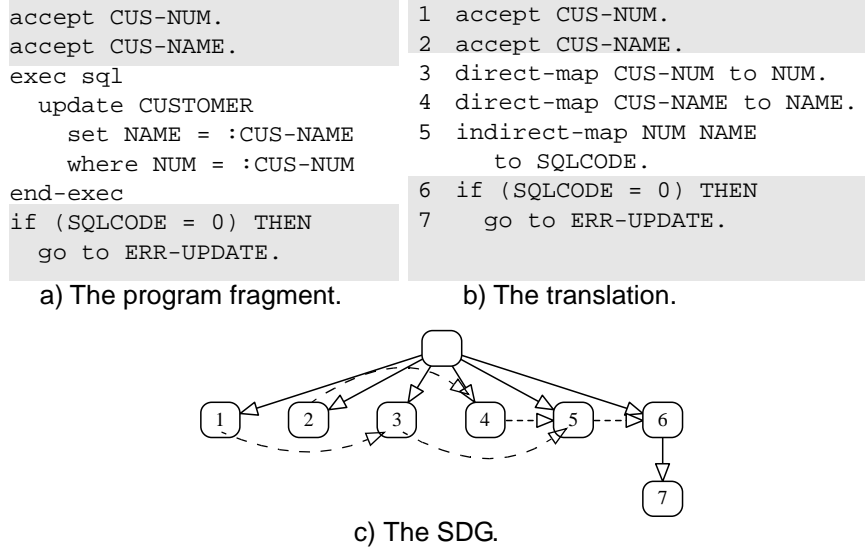 accept CUS-NUM.
accept CUS-NAME.
exec sql
update CUSTOMER
set NAME = :CUS-NAME
where NUM = :CUS-NUM
end-exec
if (SQLCODE = 0) THEN
go to ERR-UPDATE.
a) The program fragment.
1 accept CUS-NUM.
2 accept CUS-NAME.
3 direct-map CUS-NUM to NUM.
4 direct-map CUS-NAME to NAME.
5 indirect-map NUM NAME
to SQLCODE.
6 if (SQLCODE = 0) THEN
7 go to ERR-UPDATE.
b) The translation.
1 2 3 4 5 6
7
c) The SDG.